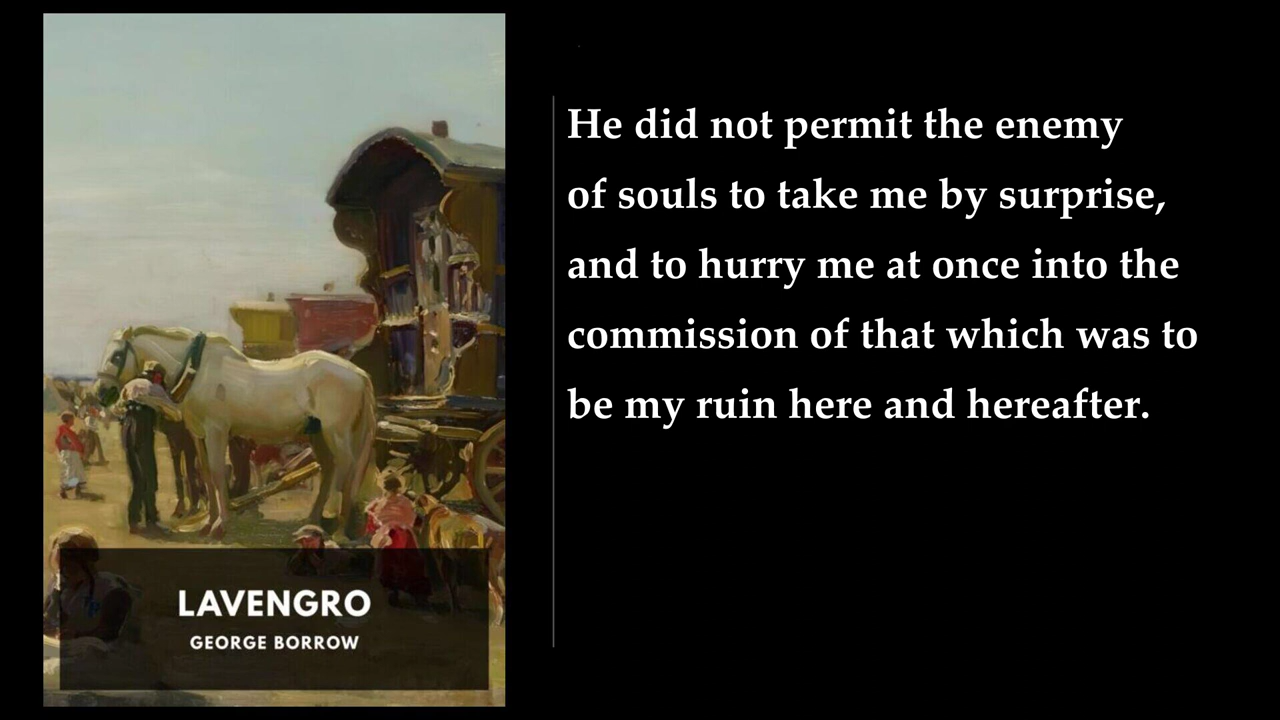 LAVENGRO
GEORGE BORROW
He did not permit the enemy
of souls to take me by surprise,
and to hurry me at once into the
commission of that which was to
be my ruin here and hereafter.